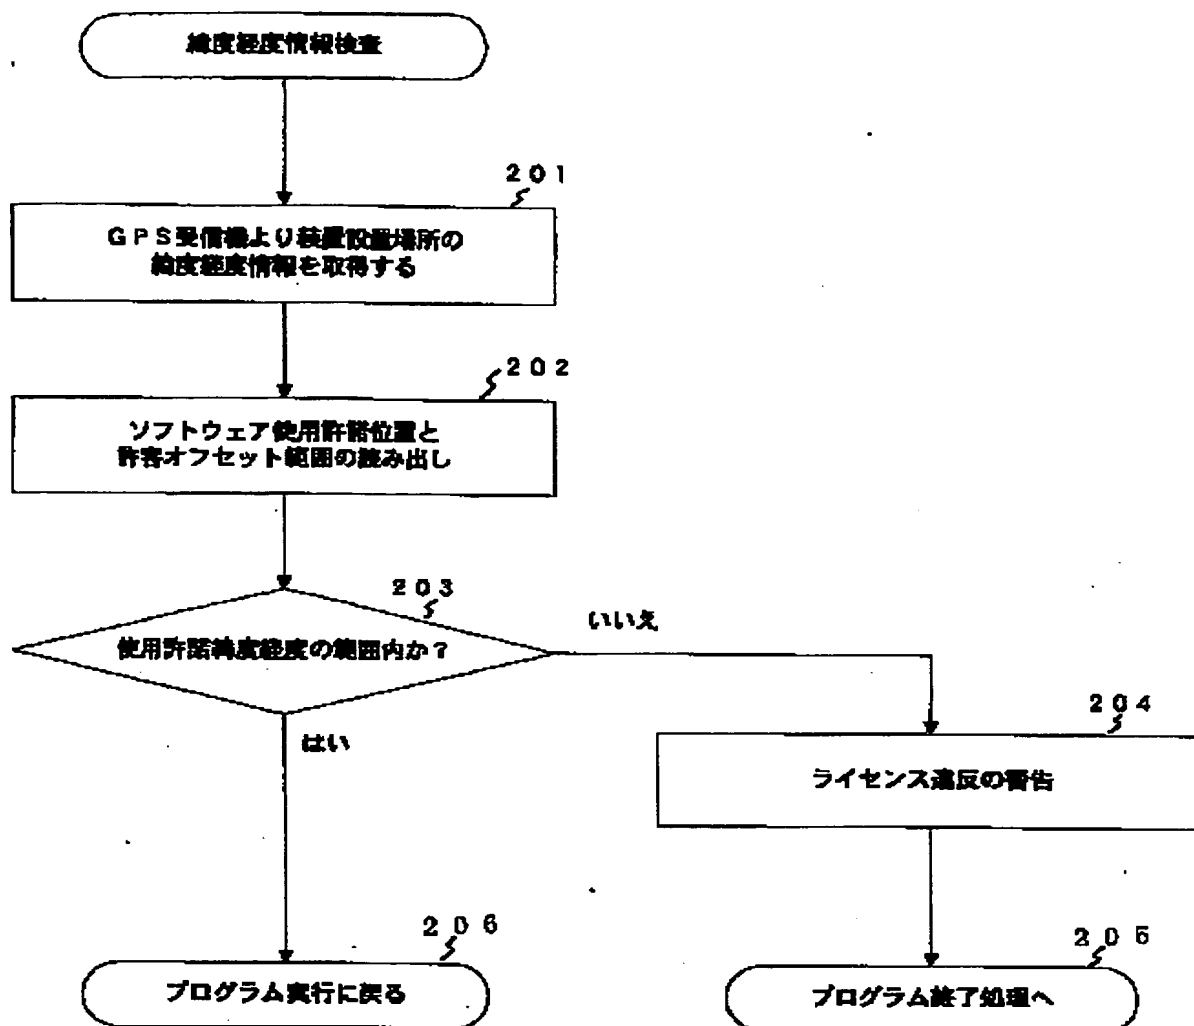 緯度経度情報検査
201
GPS受信機より装置設置場所の
緯度経度情報を取得する
202
ソフトウェア使用許諾位置と
許容オフセット範囲の読み出し
203
使用許諾緯度経度の範囲内か?
いいえ
はい
204
ライセンス違反の警告
206
プログラム実行に戻る
205
プログラム終了処理へ